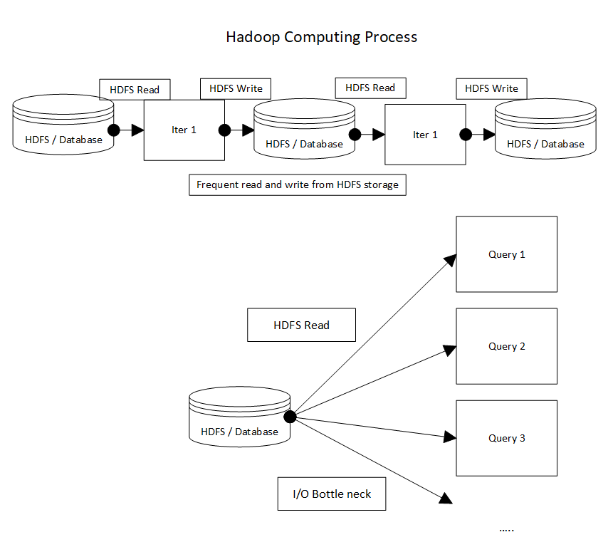 Hadoop Computing Process
HDFS Read
HDFS Write
HDFS Read
HDFS Write
HDFS / Database
Iter 1
HDFS / Database
Iter 1
HDFS / Database
Frequent read and write from HDFS storage
Query 1
HDFS Read
Query 2
HDFS / Database
Query 3
I/O Bottle neck
.....